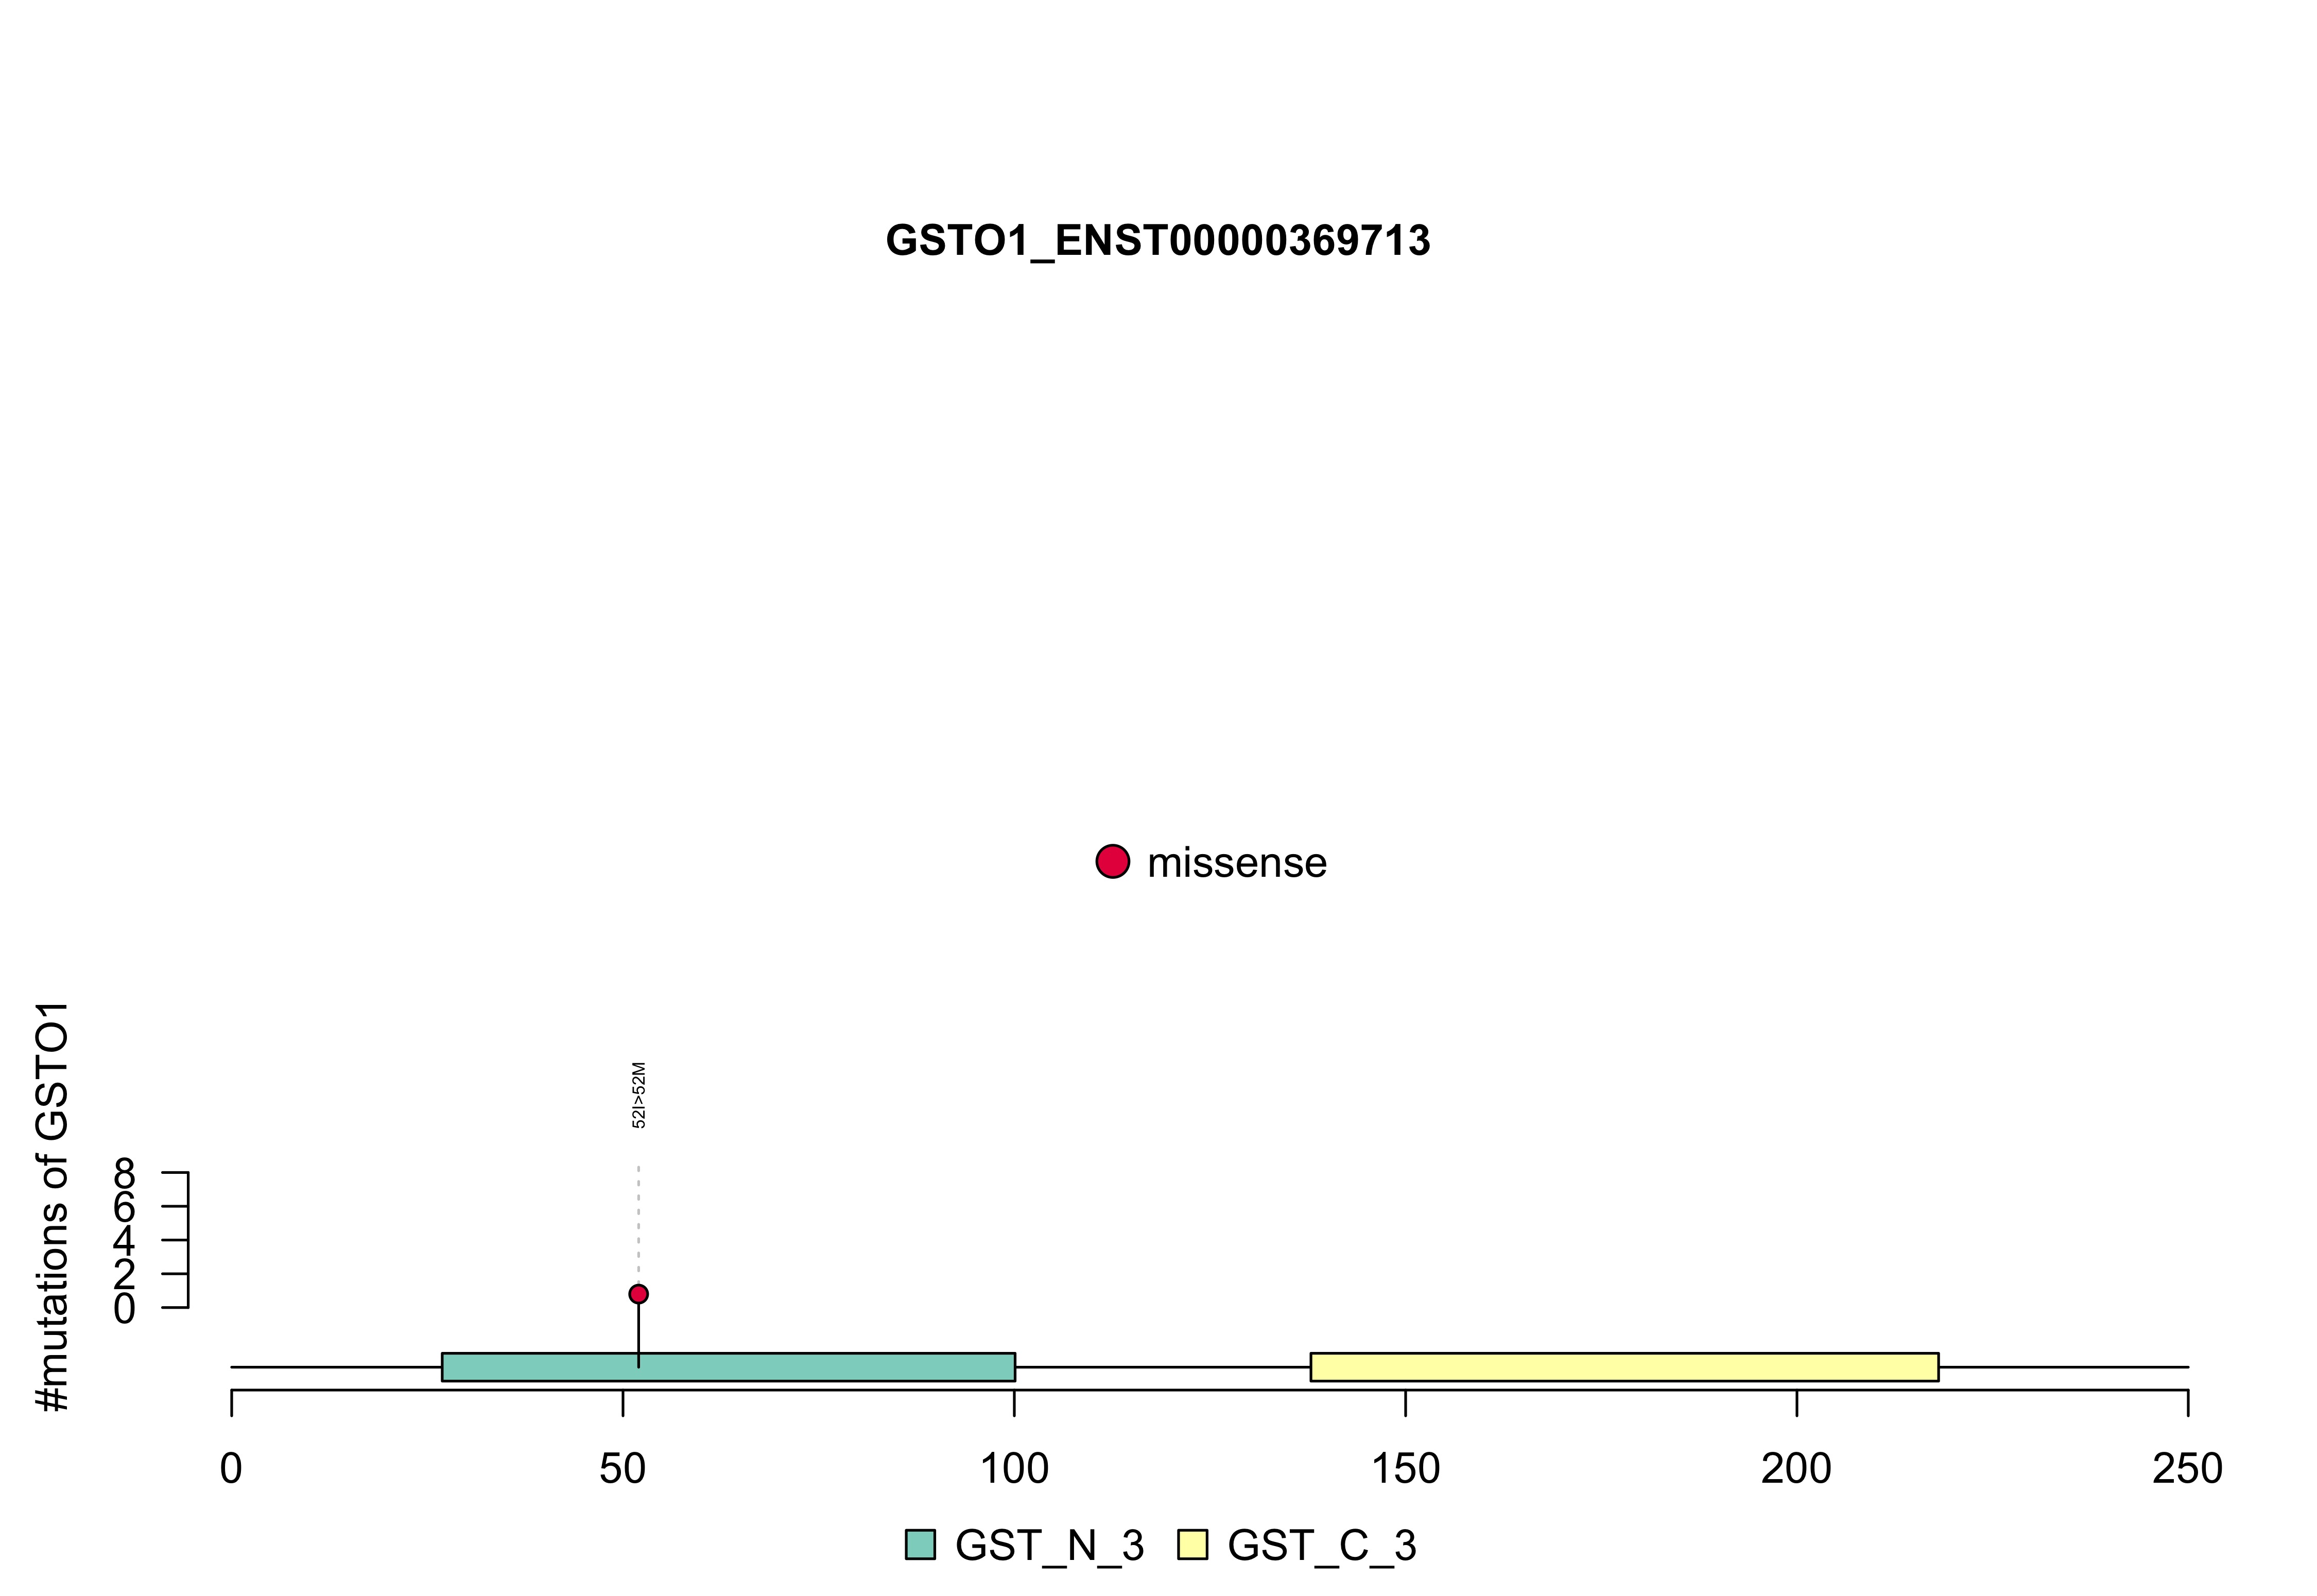 GSTO1_ENST00000369713
missense
#mutations of GSTO1
52I>52M
8
6
4
2
0
0 50 100 150 200 250
GST_N_3 GST_C_3